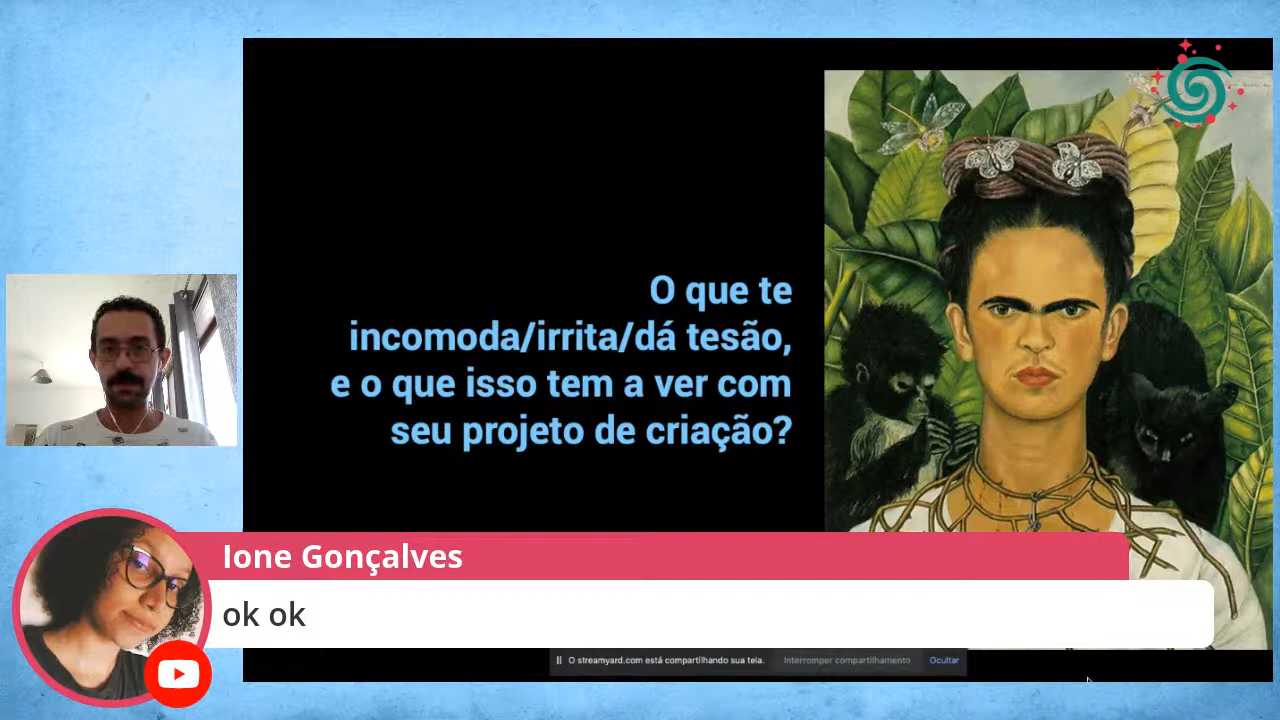 O que te
incomoda/irrita/dá tesão,
e o que isso tem a ver com
seu projeto de criação?
Ione Gonçalves
ok ok
O streamyard.com está compartilhando sua tela.
Interromper compartilhamento
Ocultar